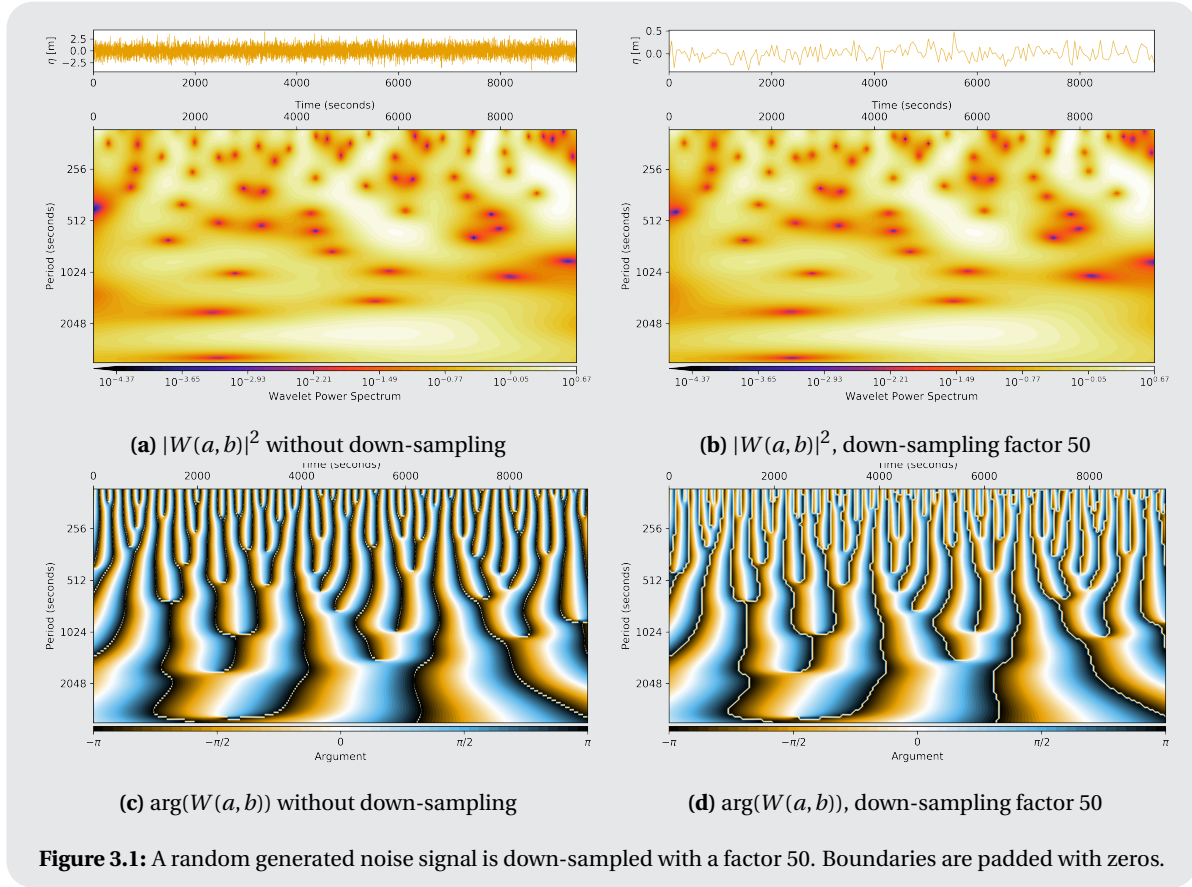 η [m]
2.5
0.0
−2.5
0 2000 4000 6000 8000
Time (seconds)
0 2000 4000 6000 8000
Period (seconds)
256
512
1024
2048
10^−4.37 10^−3.65 10^−2.93 10^−2.21 10^−1.49 10^−0.77 10^−0.05 10^0.67
Wavelet Power Spectrum
(a) |W(a,b)|² without down-sampling
η [m]
0.5
0.0
0 2000 4000 6000 8000
Time (seconds)
0 2000 4000 6000 8000
Period (seconds)
256
512
1024
2048
10^−4.37 10^−3.65 10^−2.93 10^−2.21 10^−1.49 10^−0.77 10^−0.05 10^0.67
Wavelet Power Spectrum
(b) |W(a,b)|², down-sampling factor 50
Time (seconds)
0 2000 4000 6000 8000
Period (seconds)
256
512
1024
2048
−π −π/2 0 π/2 π
Argument
(c) arg(W(a,b)) without down-sampling
Time (seconds)
0 2000 4000 6000 8000
Period (seconds)
256
512
1024
2048
−π −π/2 0 π/2 π
Argument
(d) arg(W(a,b)), down-sampling factor 50
Figure 3.1: A random generated noise signal is down-sampled with a factor 50. Boundaries are padded with zeros.